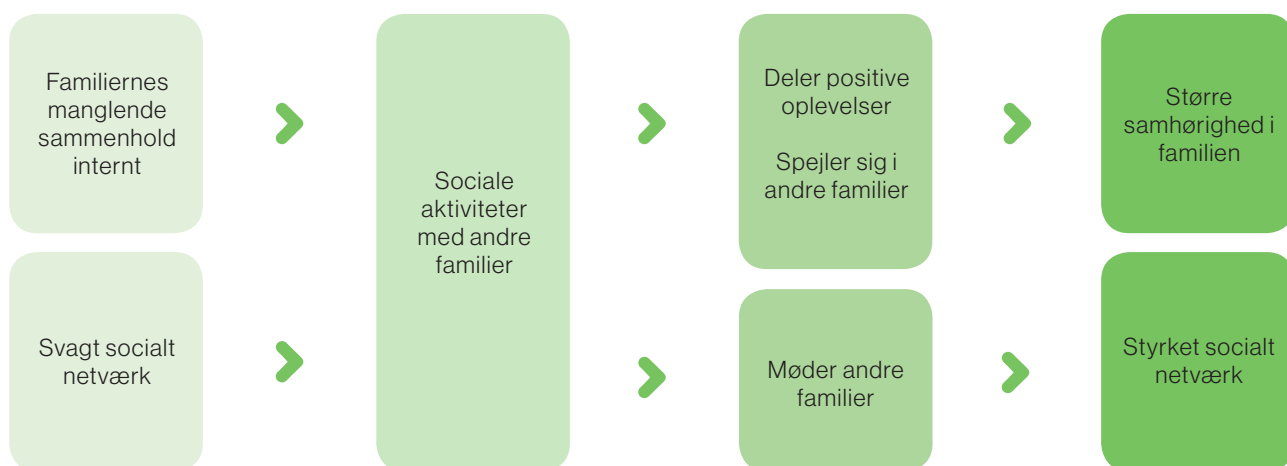 Familiernes
manglende
sammenhold
internt
Svagt socialt
netværk
Sociale
aktiviteter
med andre
familier
Deler positive
oplevelser
Spejler sig i
andre familier
Møder andre
familier
Større
samhørighed i
familien
Styrket socialt
netværk